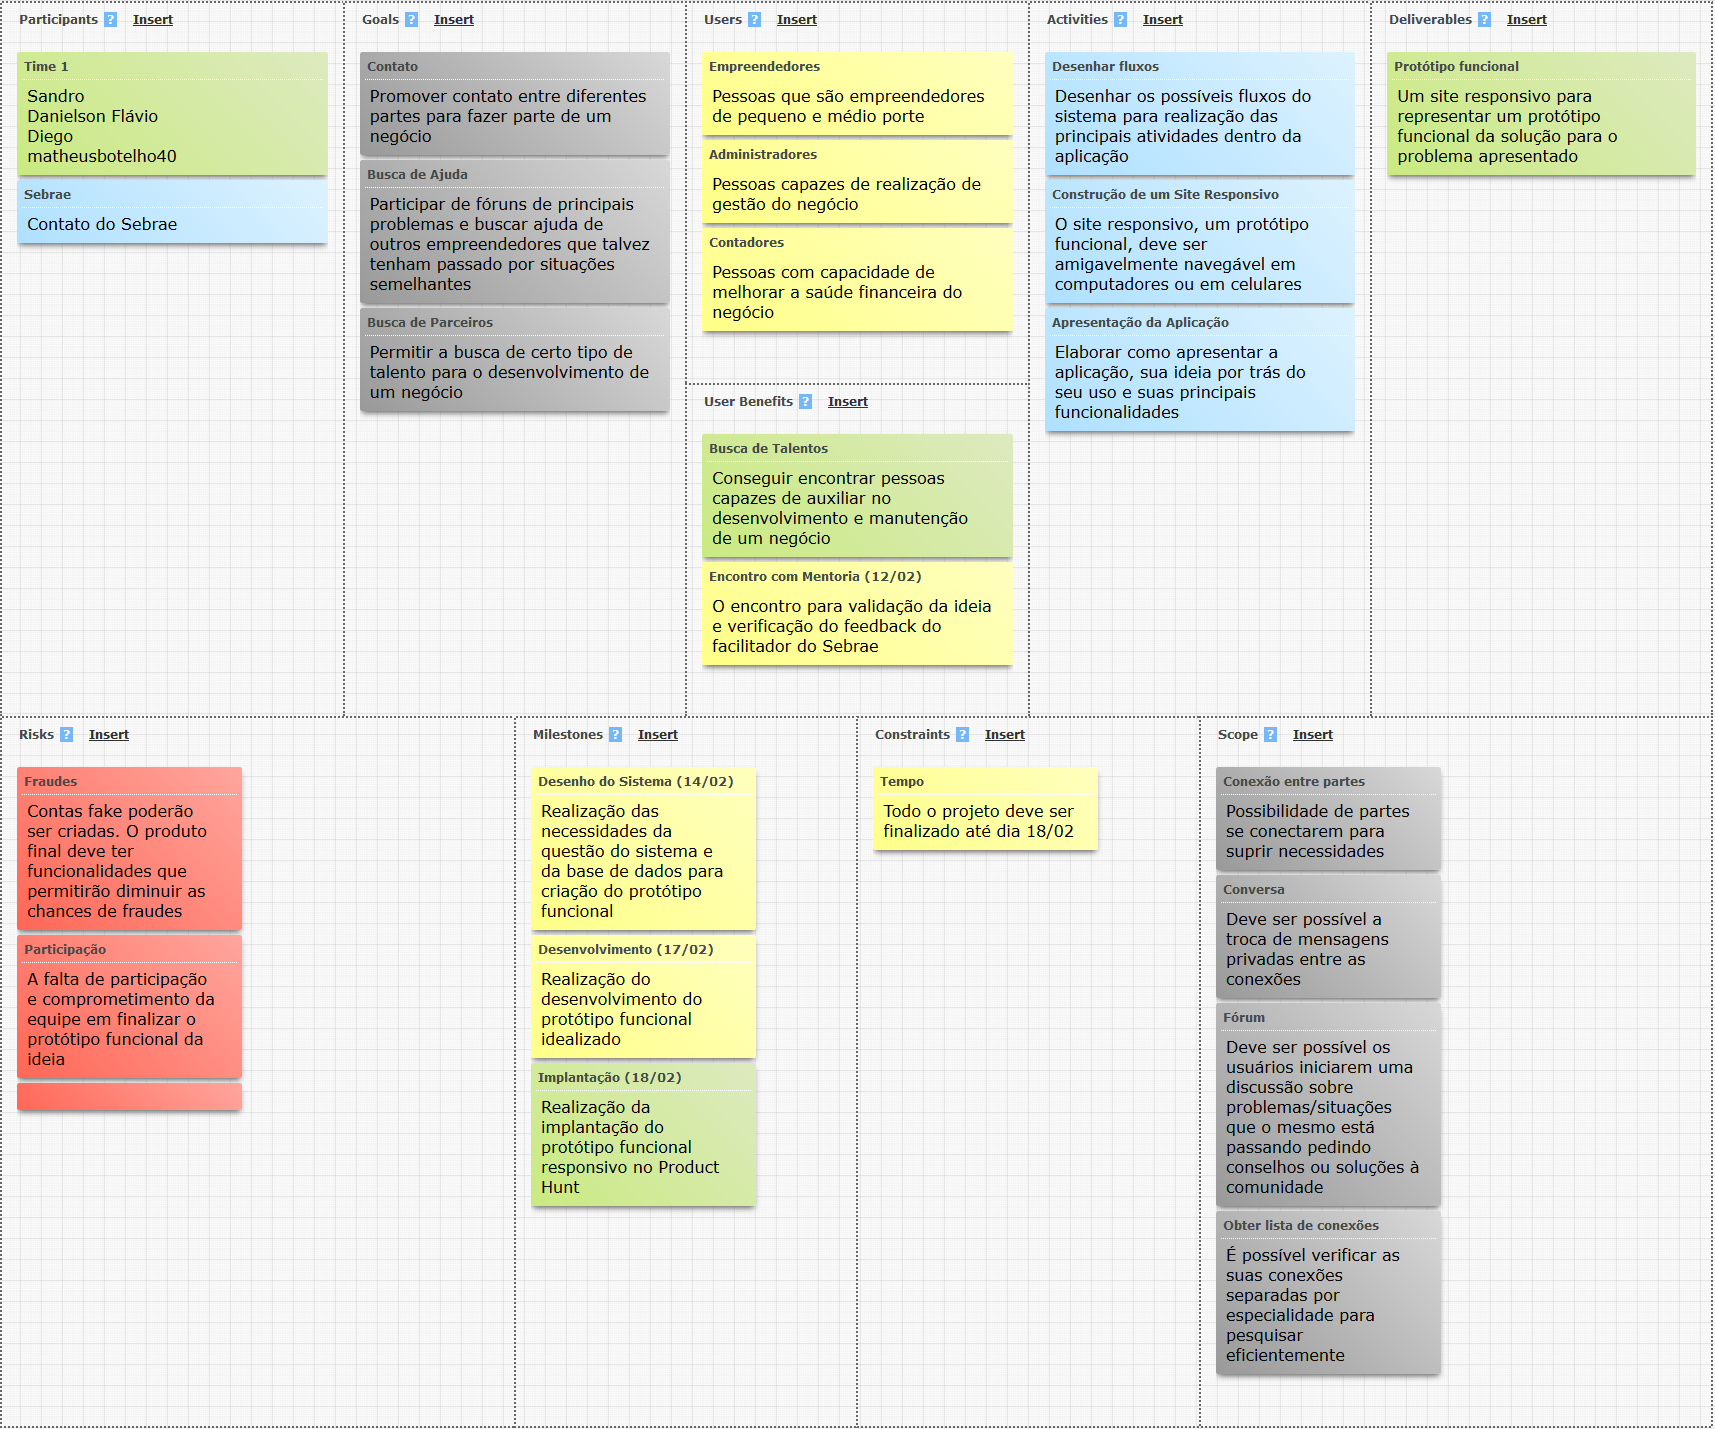 Participants ? Insert
Time 1
Sandro
Danielson Flávio
Diego
matheusbotelho40
Sebrae
Contato do Sebrae
Goals ? Insert
Contato
Promover contato entre diferentes
partes para fazer parte de um
negócio
Busca de Ajuda
Participar de fóruns de principais
problemas e buscar ajuda de
outros empreendedores que talvez
tenham passado por situações
semelhantes
Busca de Parceiros
Permitir a busca de certo tipo de
talento para o desenvolvimento de
um negócio
Users ? Insert
Empreendedores
Pessoas que são empreendedores
de pequeno e médio porte
Administradores
Pessoas capazes de realização de
gestão do negócio
Contadores
Pessoas com capacidade de
melhorar a saúde financeira do
negócio
User Benefits ? Insert
Busca de Talentos
Conseguir encontrar pessoas
capazes de auxiliar no
desenvolvimento e manutenção
de um negócio
Encontro com Mentoria (12/02)
O encontro para validação da ideia
e verificação do feedback do
facilitador do Sebrae
Activities ? Insert
Desenhar fluxos
Desenhar os possíveis fluxos do
sistema para realização das
principais atividades dentro da
aplicação
Construção de um Site Responsivo
O site responsivo, um protótipo
funcional, deve ser
amigavelmente navegável em
computadores ou em celulares
Apresentação da Aplicação
Elaborar como apresentar a
aplicação, sua ideia por trás do
seu uso e suas principais
funcionalidades
Deliverables ? Insert
Protótipo funcional
Um site responsivo para
representar um protótipo
funcional da solução para o
problema apresentado
Risks ? Insert
Fraudes
Contas fake poderão
ser criadas. O produto
final deve ter
funcionalidades que
permitirão diminuir as
chances de fraudes
Participação
A falta de participação
e comprometimento da
equipe em finalizar o
protótipo funcional da
ideia
Milestones ? Insert
Desenho do Sistema (14/02)
Realização das
necessidades da
questão do sistema e
da base de dados para
criação do protótipo
funcional
Desenvolvimento (17/02)
Realização do
desenvolvimento do
protótipo funcional
idealizado
Implantação (18/02)
Realização da
implantação do
protótipo funcional
responsivo no Product
Hunt
Constraints ? Insert
Tempo
Todo o projeto deve ser
finalizado até dia 18/02
Scope ? Insert
Conexão entre partes
Possibilidade de partes
se conectarem para
suprir necessidades
Conversa
Deve ser possível a
troca de mensagens
privadas entre as
conexões
Fórum
Deve ser possível os
usuários iniciarem uma
discussão sobre
problemas/situações
que o mesmo está
passando pedindo
conselhos ou soluções à
comunidade
Obter lista de conexões
É possível verificar as
suas conexões
separadas por
especialidade para
pesquisar
eficientemente